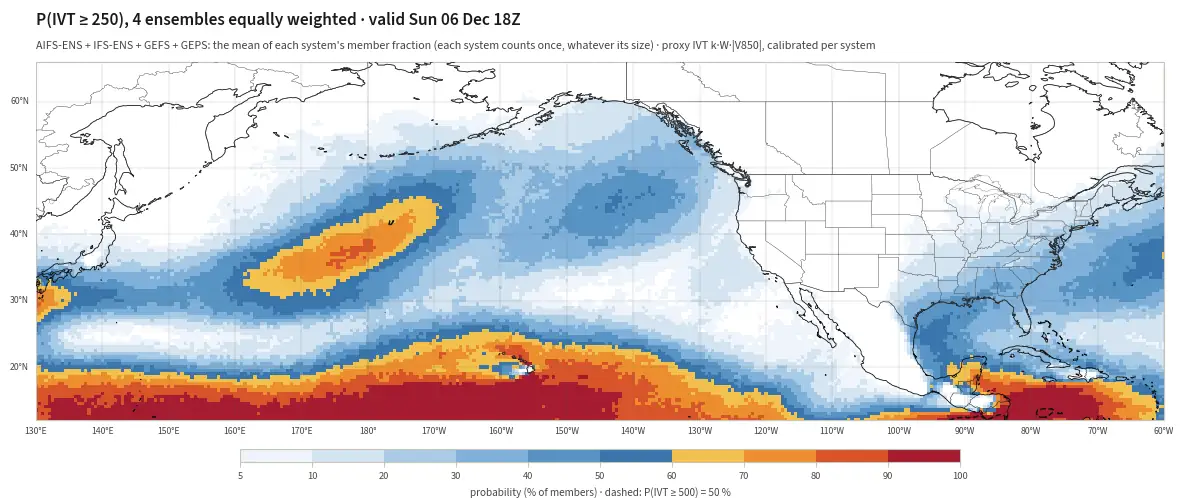 P(IVT ≥ 250), 4 ensembles equally weighted · valid Sun 06 Dec 18Z
AIFS-ENS + IFS-ENS + GEFS + GEPS: the mean of each system's member fraction (each system counts once, whatever its size) · proxy IVT k·W·|V850|, calibrated per system
60°N
50°N
40°N
30°N
20°N
130°E 140°E 150°E 160°E 170°E 180° 170°W 160°W 150°W 140°W 130°W 120°W 110°W 100°W 90°W 80°W 70°W 60°W
5 10 20 30 40 50 60 70 80 90 100
probability (% of members) · dashed: P(IVT ≥ 500) = 50 %